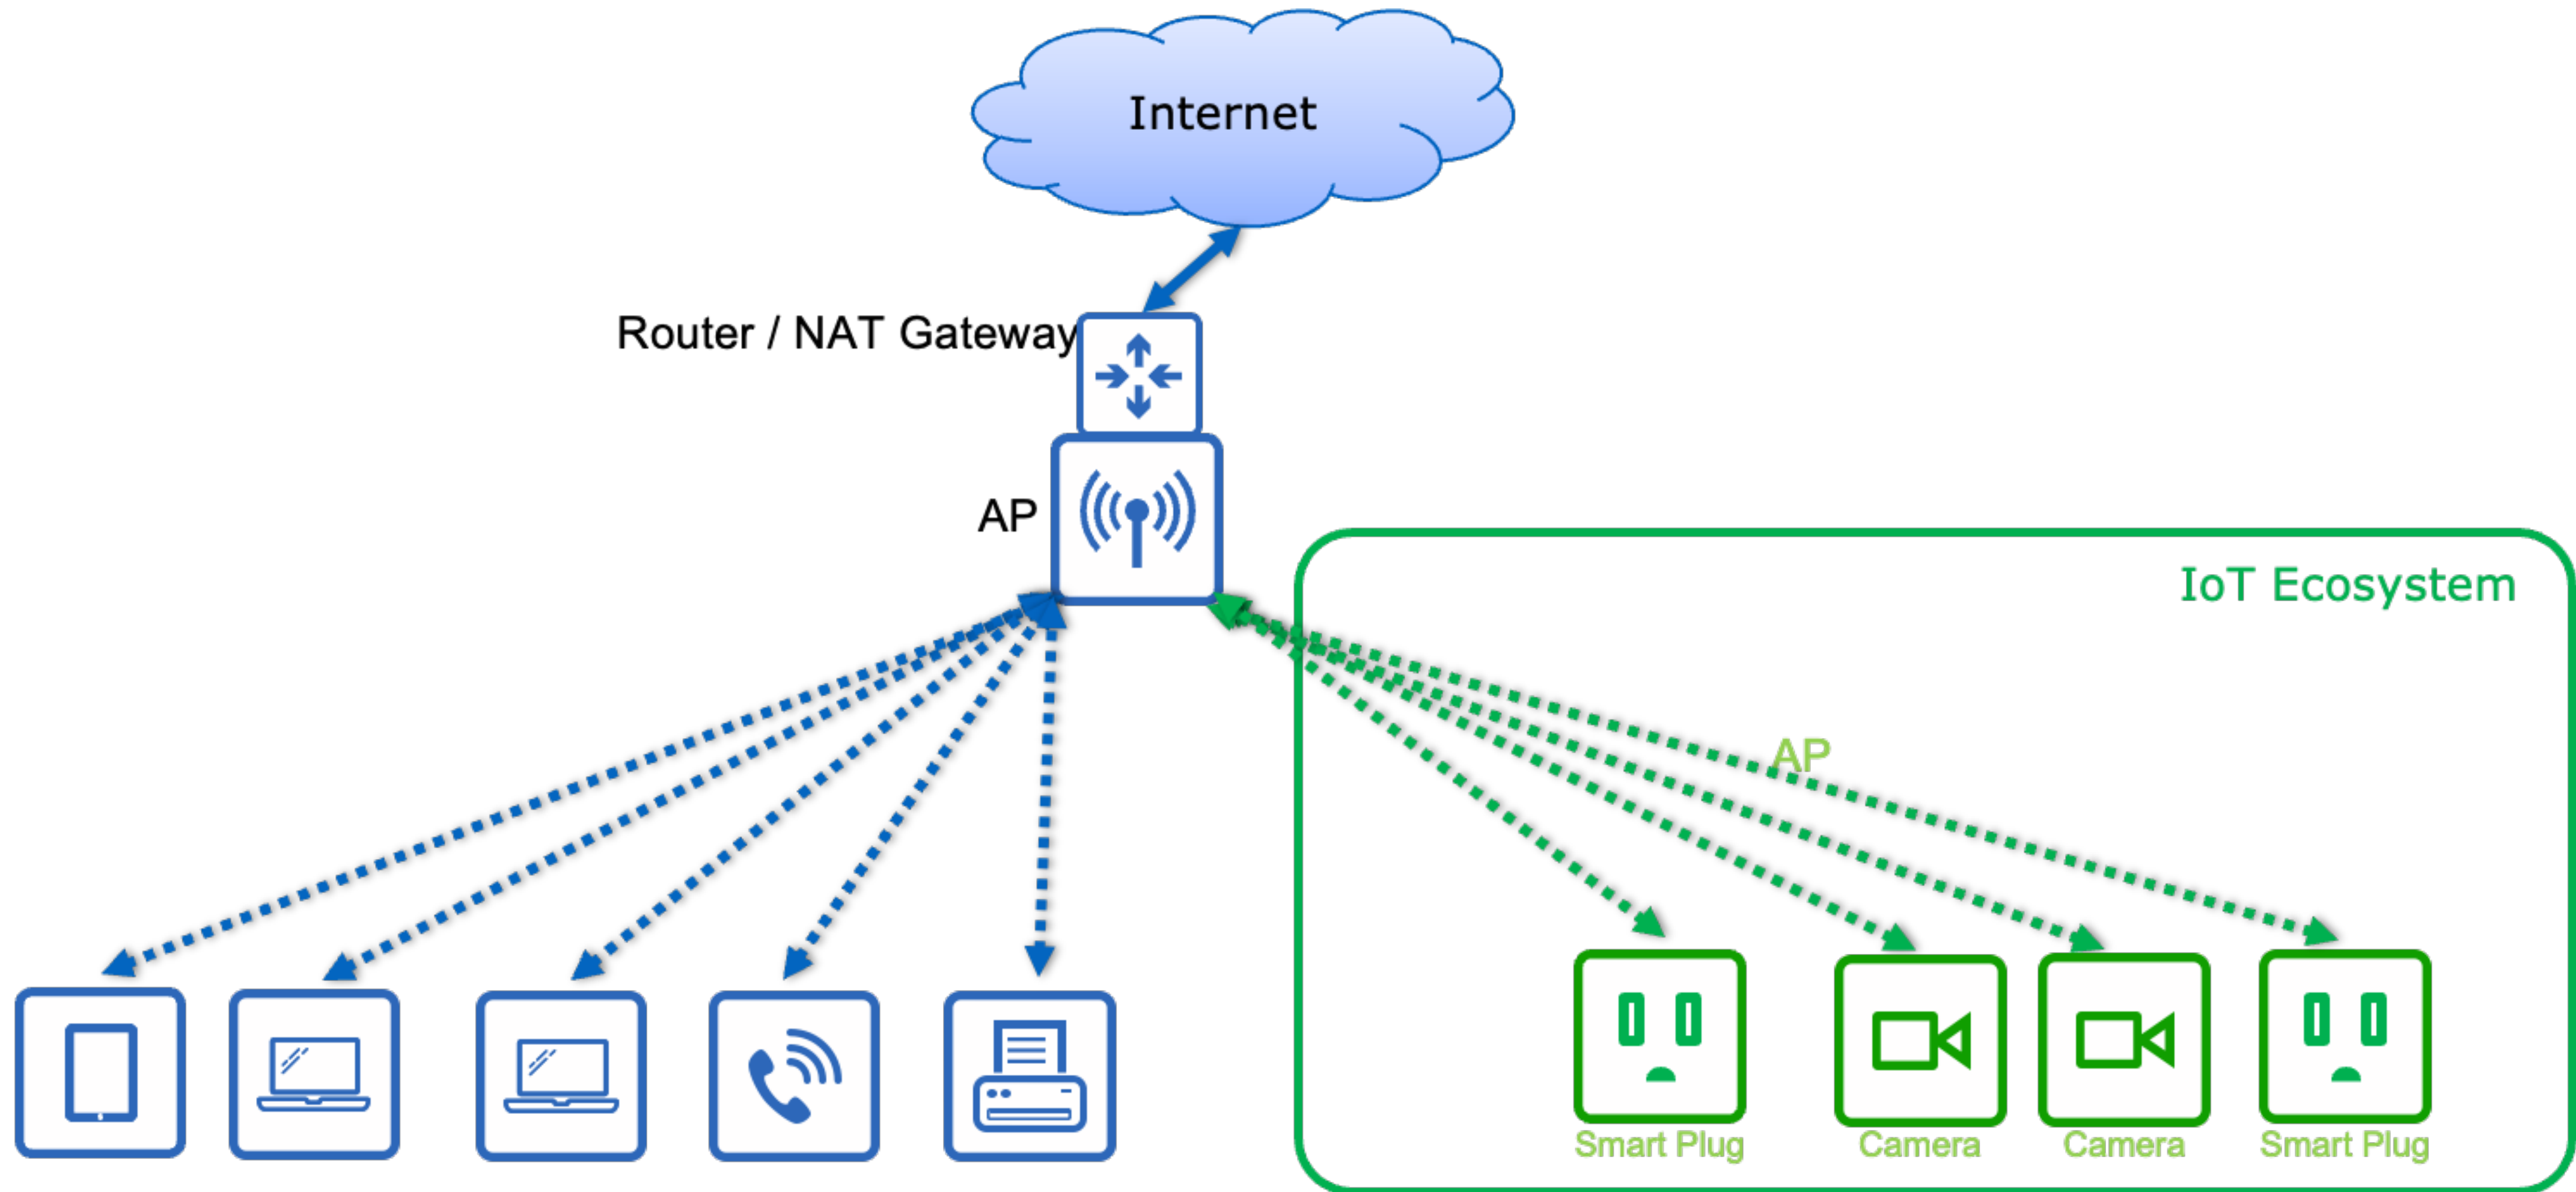 Internet
Router / NAT Gateway
AP
IoT Ecosystem
AP
Smart Plug
Camera
Camera
Smart Plug